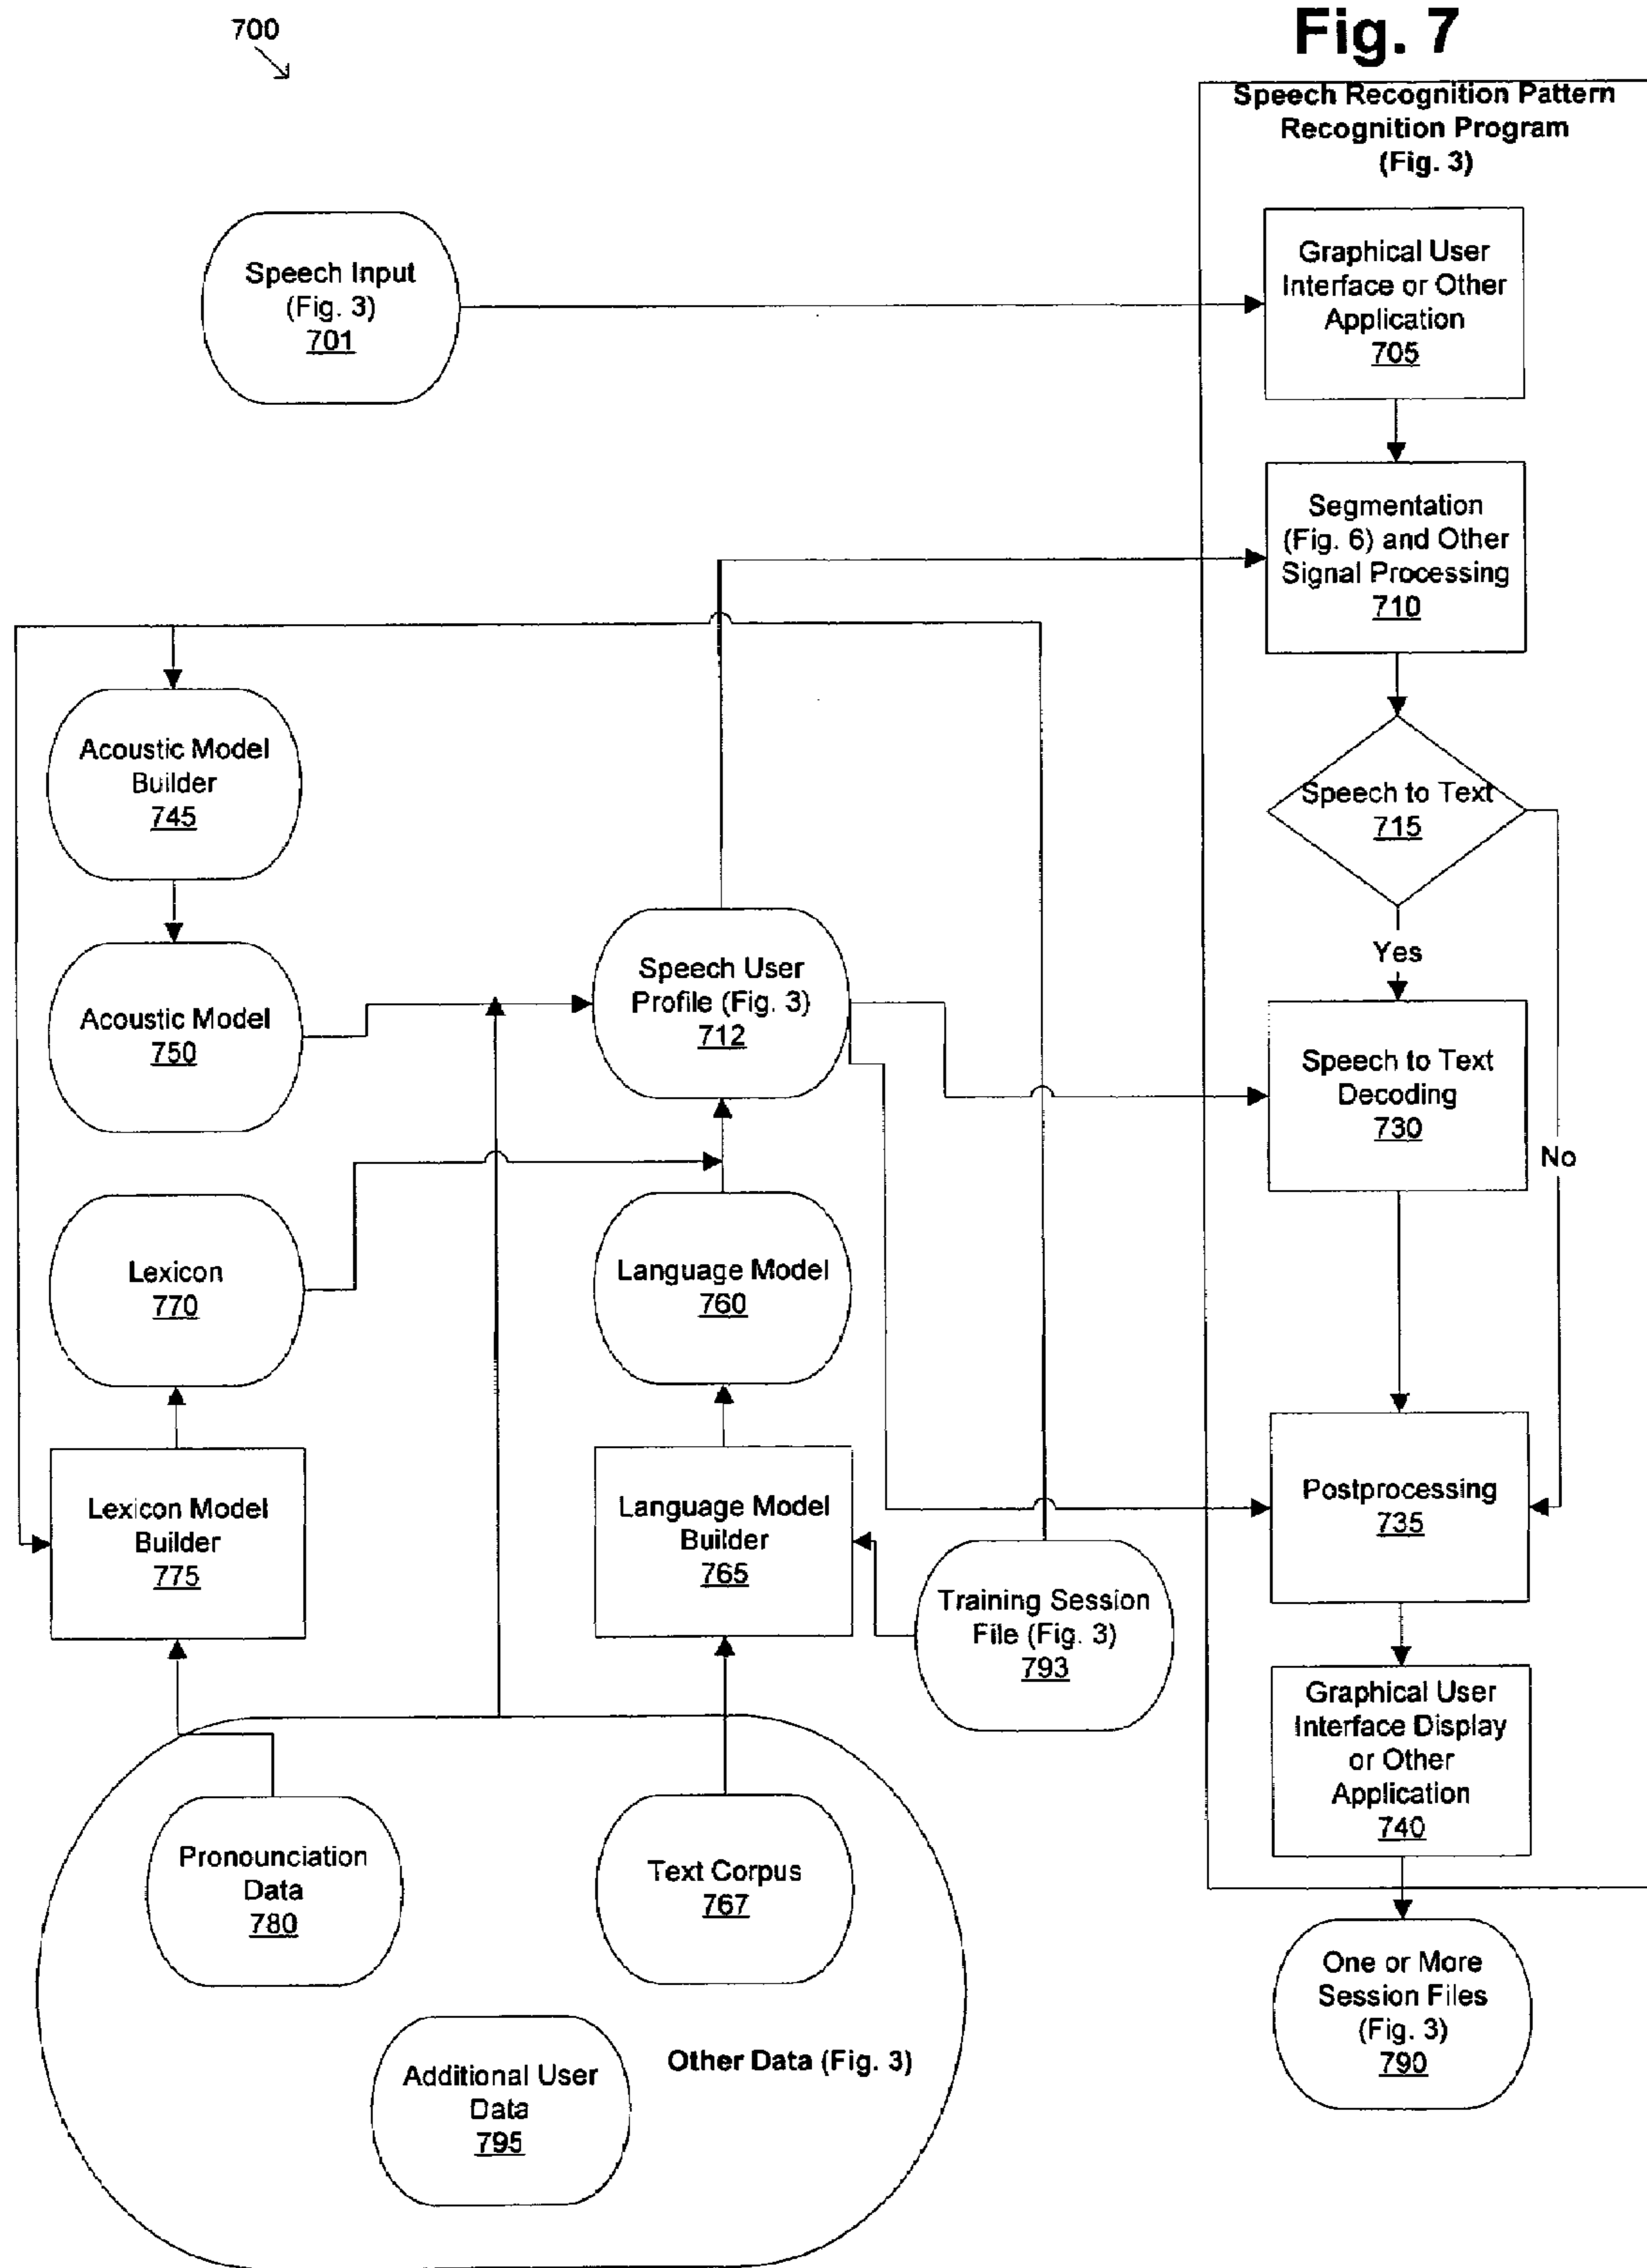 700
Fig. 7
Speech Recognition Pattern
Recognition Program
(Fig. 3)
Speech Input
(Fig. 3)
701
Graphical User
Interface or Other
Application
705
Segmentation
(Fig. 6) and Other
Signal Processing
710
Speech to Text
715
Yes
No
Acoustic Model
Builder
745
Acoustic Model
750
Speech User
Profile (Fig. 3)
712
Speech to Text
Decoding
730
Lexicon
770
Language Model
760
Lexicon Model
Builder
775
Language Model
Builder
765
Training Session
File (Fig. 3)
793
Postprocessing
735
Graphical User
Interface Display
or Other
Application
740
Pronounciation
Data
780
Text Corpus
767
Additional User
Data
795
Other Data (Fig. 3)
One or More
Session Files
(Fig. 3)
790